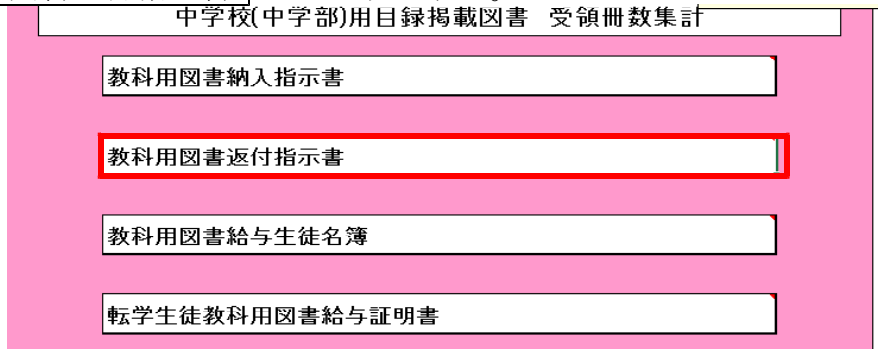 中学校(中学部)用目録掲載図書 受領冊数集計
教科用図書納入指示書
教科用図書返付指示書
教科用図書給与生徒名簿
転学生徒教科用図書給与証明書